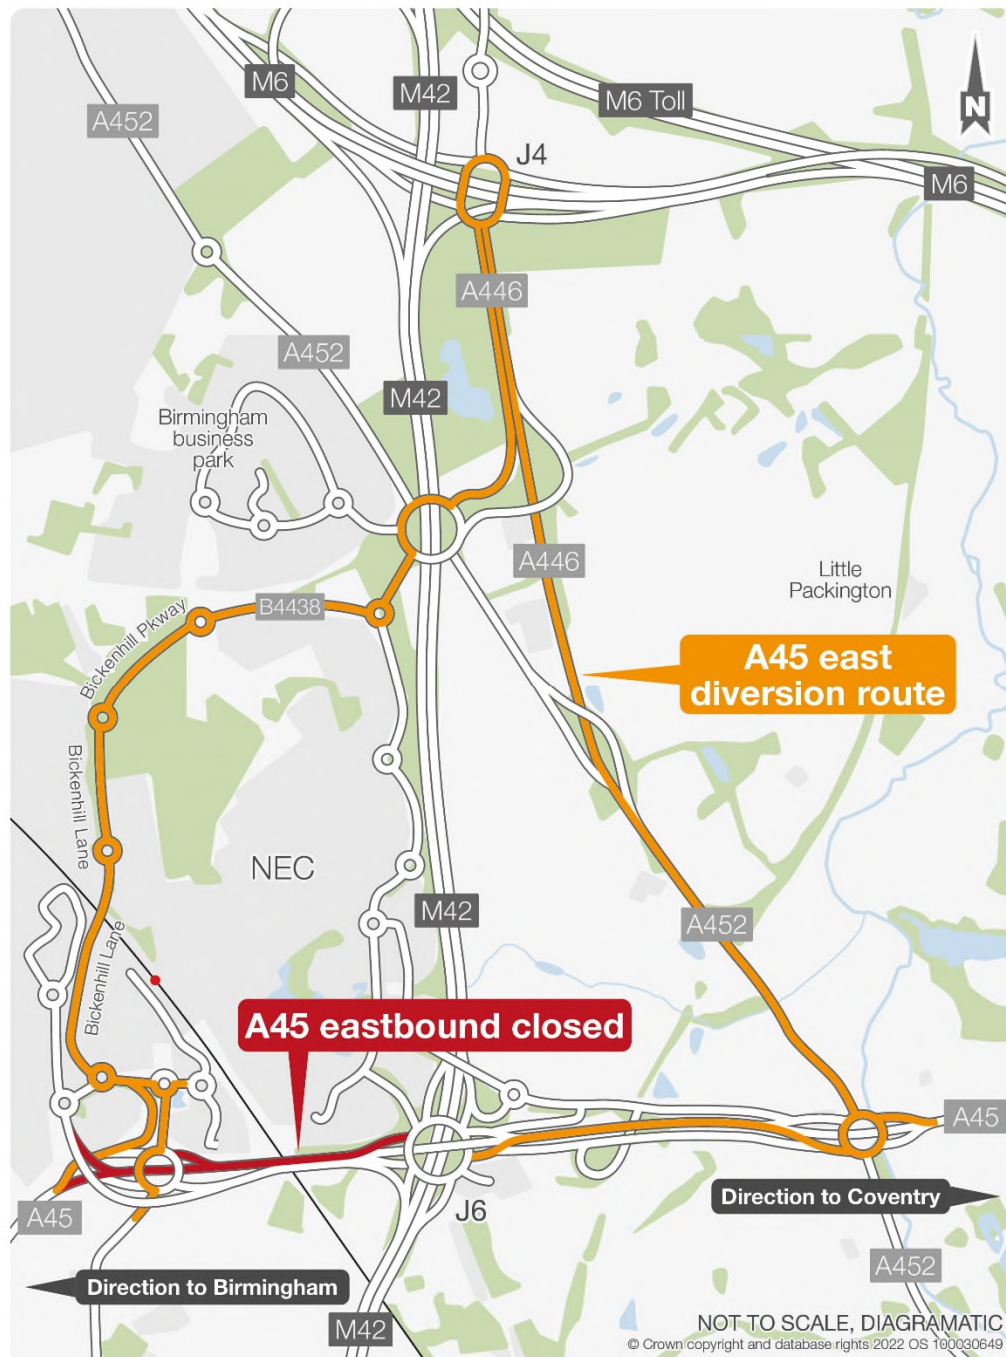 M6
M42
M6 Toll
A452
J4
M6
A446
A452
M42
Birmingham
business
park
A446
Little
Packington
B4438
Bickenhill Pkway
A45 east
diversion route
Bickenhill Lane
NEC
M42
A452
Bickenhill Lane
A45 eastbound closed
A45
Direction to Coventry
J6
A45
A452
Direction to Birmingham
M42
NOT TO SCALE, DIAGRAMATIC
© Crown copyright and database rights 2022 OS 100030649
N